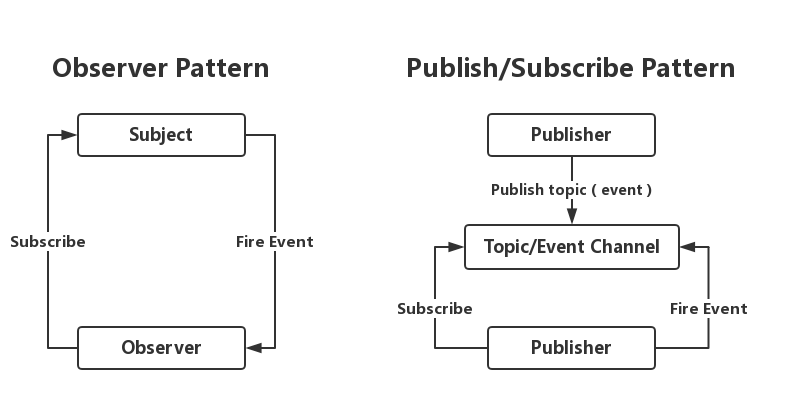 Observer Pattern
Publish/Subscribe Pattern
Subject
Publisher
Publish topic ( event )
Subscribe
Fire Event
Topic/Event Channel
Subscribe
Fire Event
Observer
Publisher